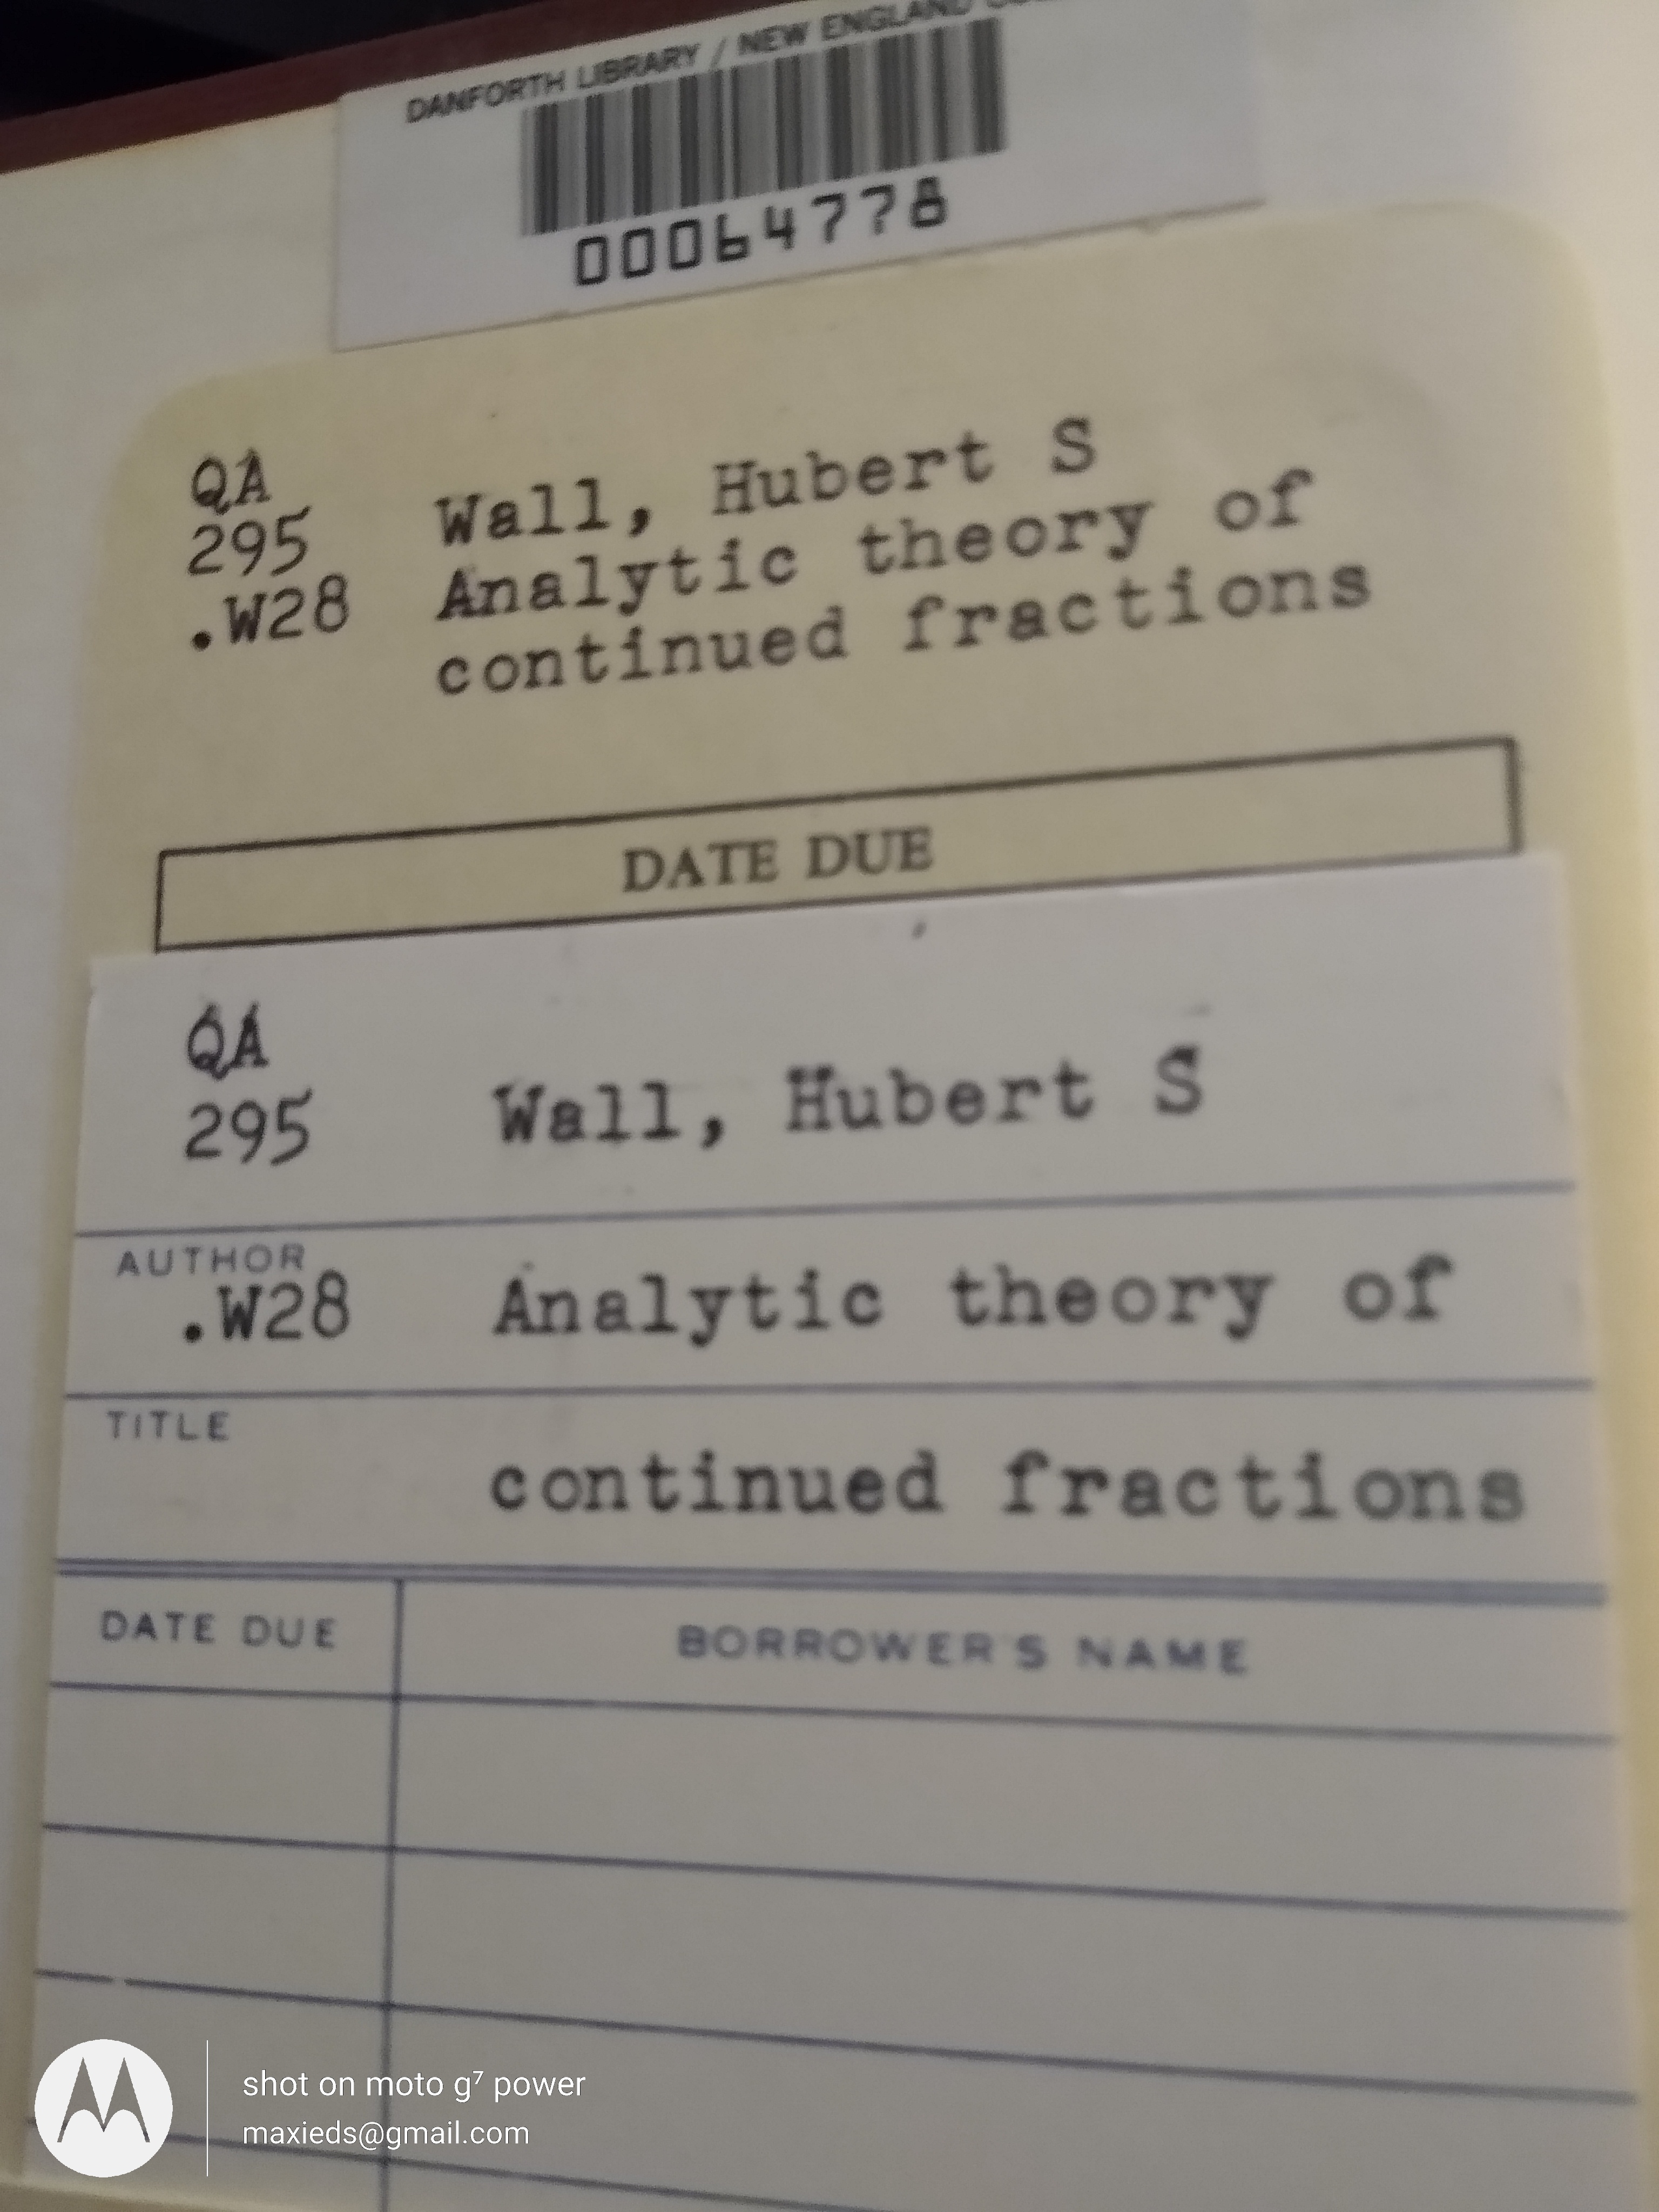 DANFORTH LIBRARY / NEW ENGLAND
00064778
QA
295
.W28
Wall, Hubert S
Analytic theory of
continued fractions
DATE DUE
QA
295 Wall, Hubert S
AUTHOR
.W28 Analytic theory of
TITLE
continued fractions
DATE DUE BORROWER'S NAME
shot on moto g⁷ power
maxieds@gmail.com